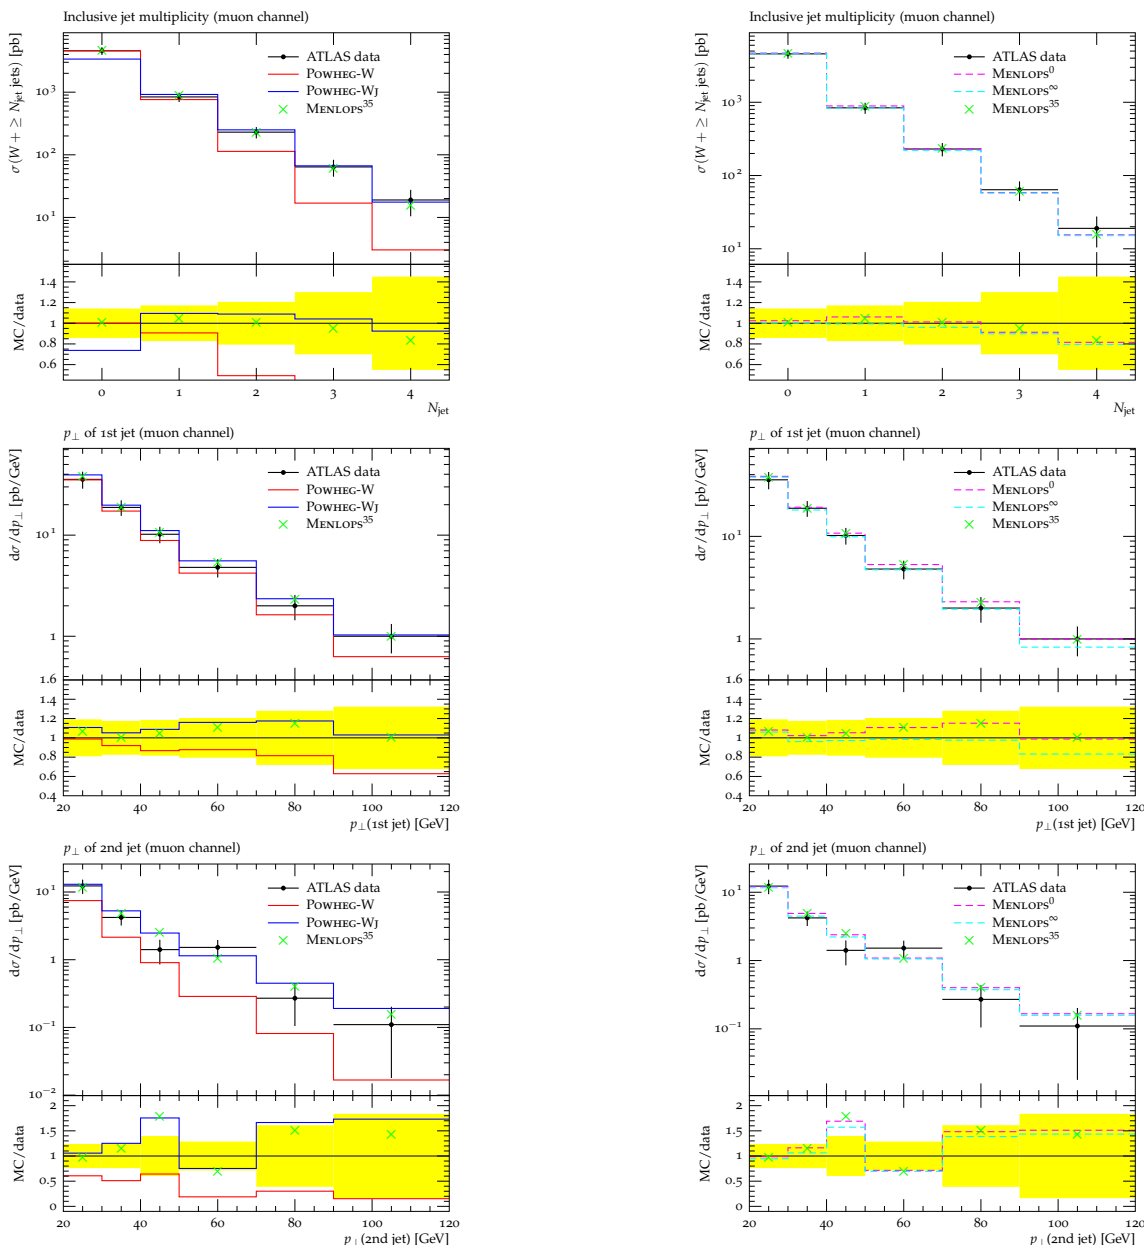 Inclusive jet multiplicity (muon channel)
σ(W + ≥ N_jet jets) [pb]
ATLAS data
POWHEG-W
POWHEG-WJ
MENLOPS^35
10^3
10^2
10^1
MC/data
1.4
1.2
1
0.8
0.6
0 1 2 3 4
N_jet
Inclusive jet multiplicity (muon channel)
σ(W + ≥ N_jet jets) [pb]
ATLAS data
MENLOPS^0
MENLOPS^∞
MENLOPS^35
10^3
10^2
10^1
MC/data
1.4
1.2
1
0.8
0.6
0 1 2 3 4
N_jet
p⊥ of 1st jet (muon channel)
dσ/dp⊥ [pb/GeV]
ATLAS data
POWHEG-W
POWHEG-WJ
MENLOPS^35
10^1
1
MC/data
1.6
1.4
1.2
1
0.8
0.6
0.4
20 40 60 80 100 120
p⊥(1st jet) [GeV]
p⊥ of 1st jet (muon channel)
dσ/dp⊥ [pb/GeV]
ATLAS data
MENLOPS^0
MENLOPS^∞
MENLOPS^35
10^1
1
MC/data
1.6
1.4
1.2
1
0.8
0.6
0.4
20 40 60 80 100 120
p⊥(1st jet) [GeV]
p⊥ of 2nd jet (muon channel)
dσ/dp⊥ [pb/GeV]
ATLAS data
POWHEG-W
POWHEG-WJ
MENLOPS^35
10^1
1
10^−1
10^−2
MC/data
2
1.5
1
0.5
0
20 40 60 80 100 120
p⊥(2nd jet) [GeV]
p⊥ of 2nd jet (muon channel)
dσ/dp⊥ [pb/GeV]
ATLAS data
MENLOPS^0
MENLOPS^∞
MENLOPS^35
10^1
1
10^−1
MC/data
2
1.5
1
0.5
0
20 40 60 80 100 120
p⊥(2nd jet) [GeV]